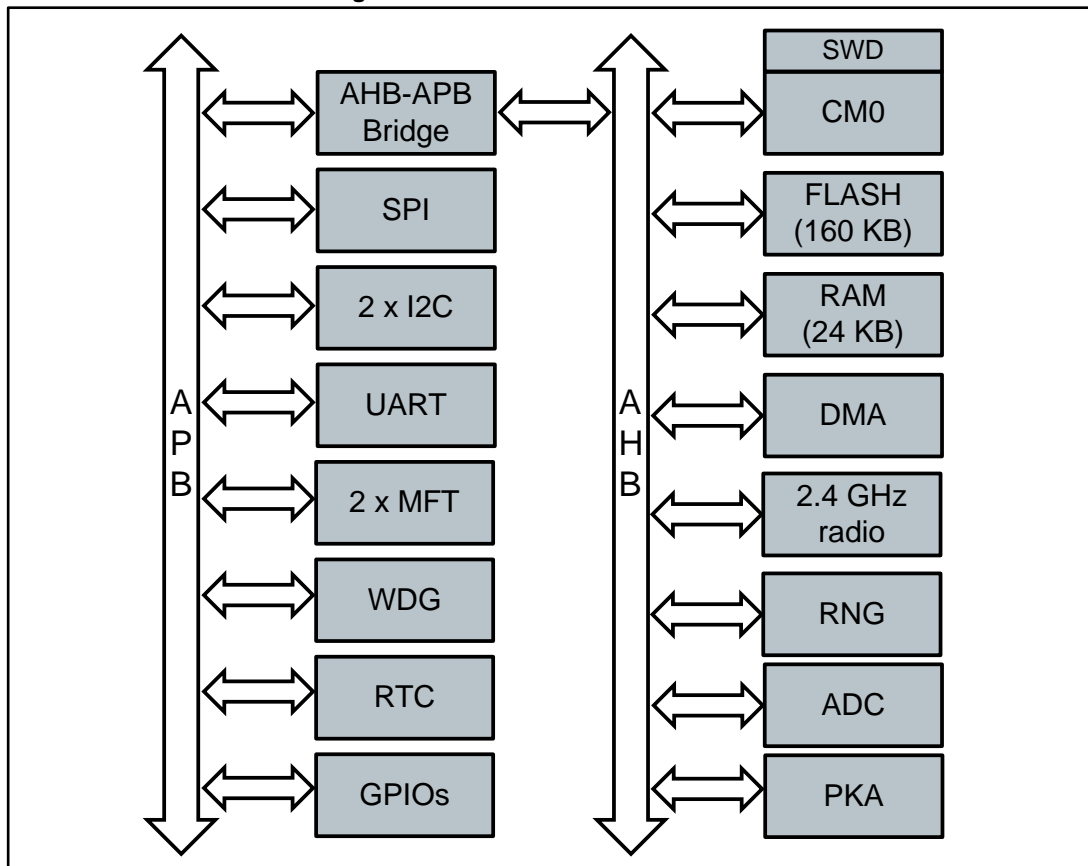 A
P
B
AHB-APB
Bridge
SPI
2 x I2C
UART
2 x MFT
WDG
RTC
GPIOs
A
H
B
SWD
CM0
FLASH
(160 KB)
RAM
(24 KB)
DMA
2.4 GHz
radio
RNG
ADC
PKA